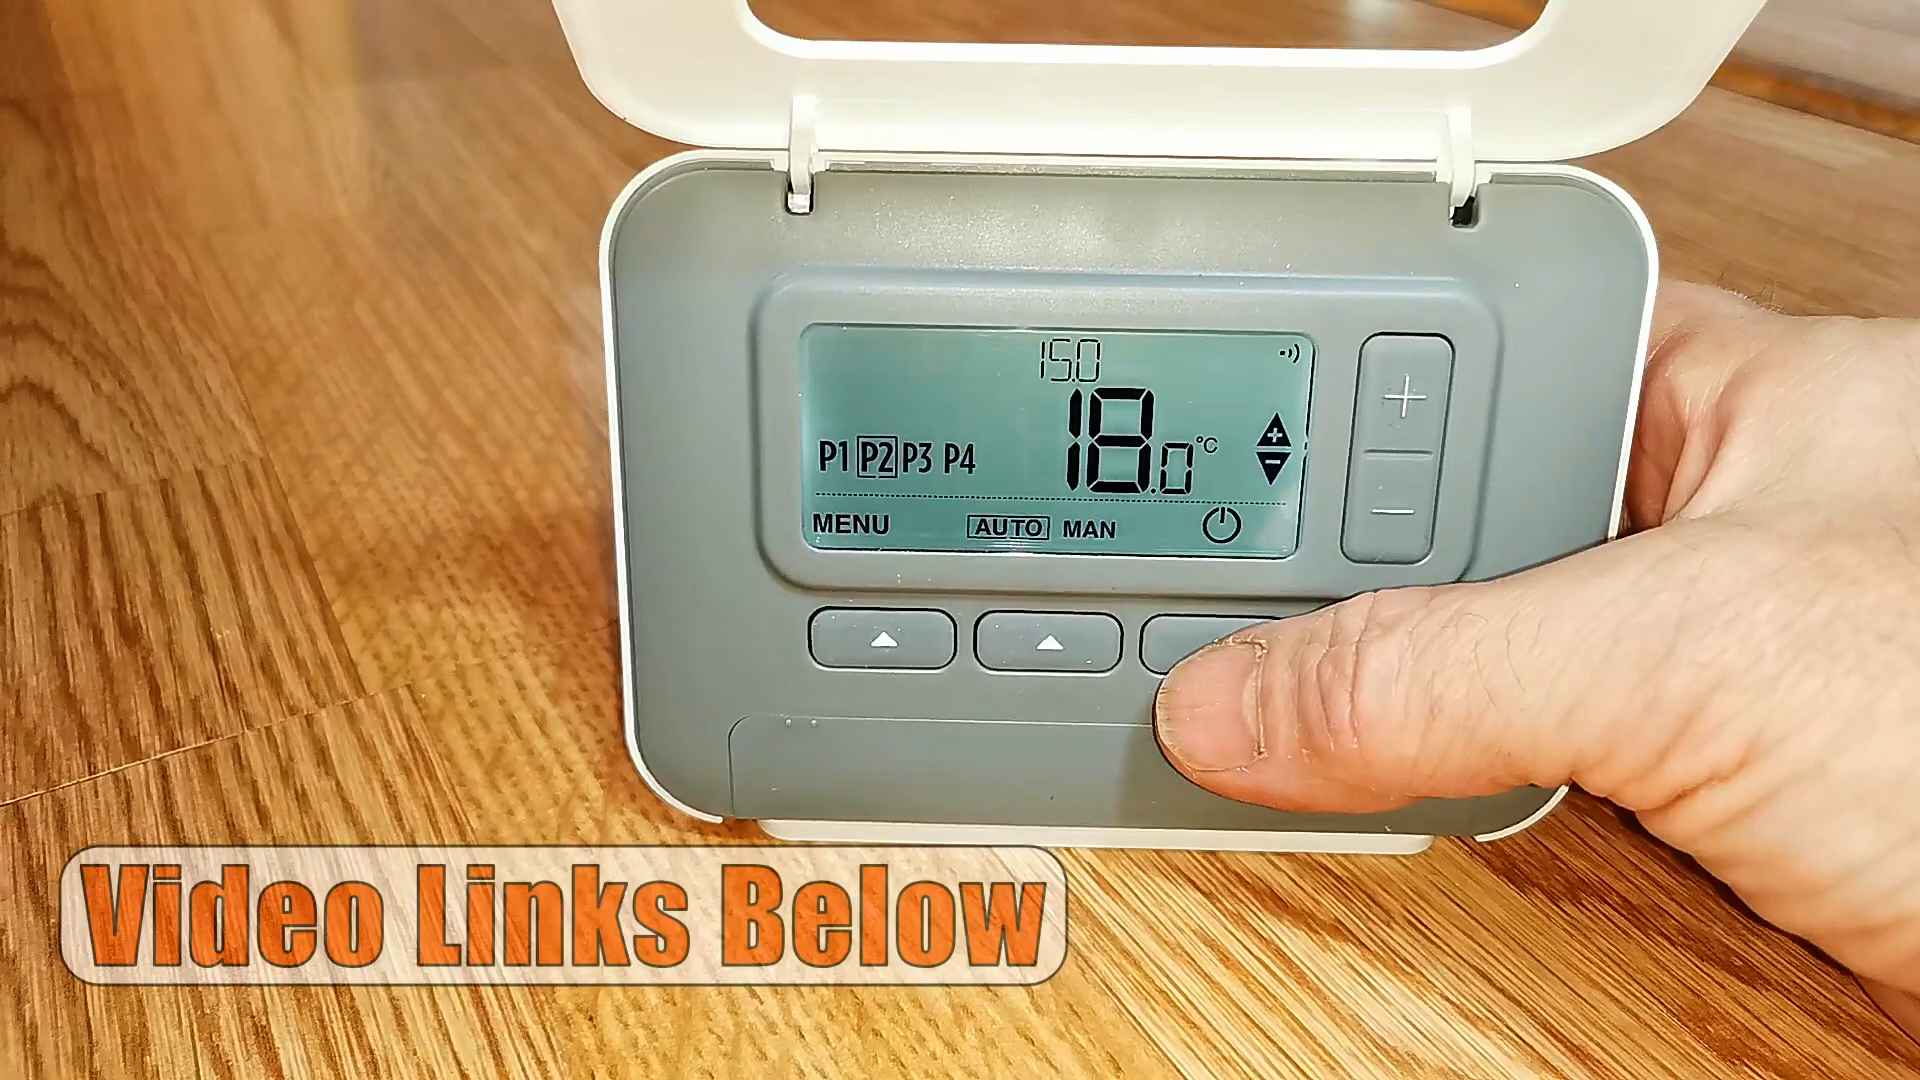 15.0
18.0 °C
P1 P2 P3 P4
MENU AUTO MAN
Video Links Below